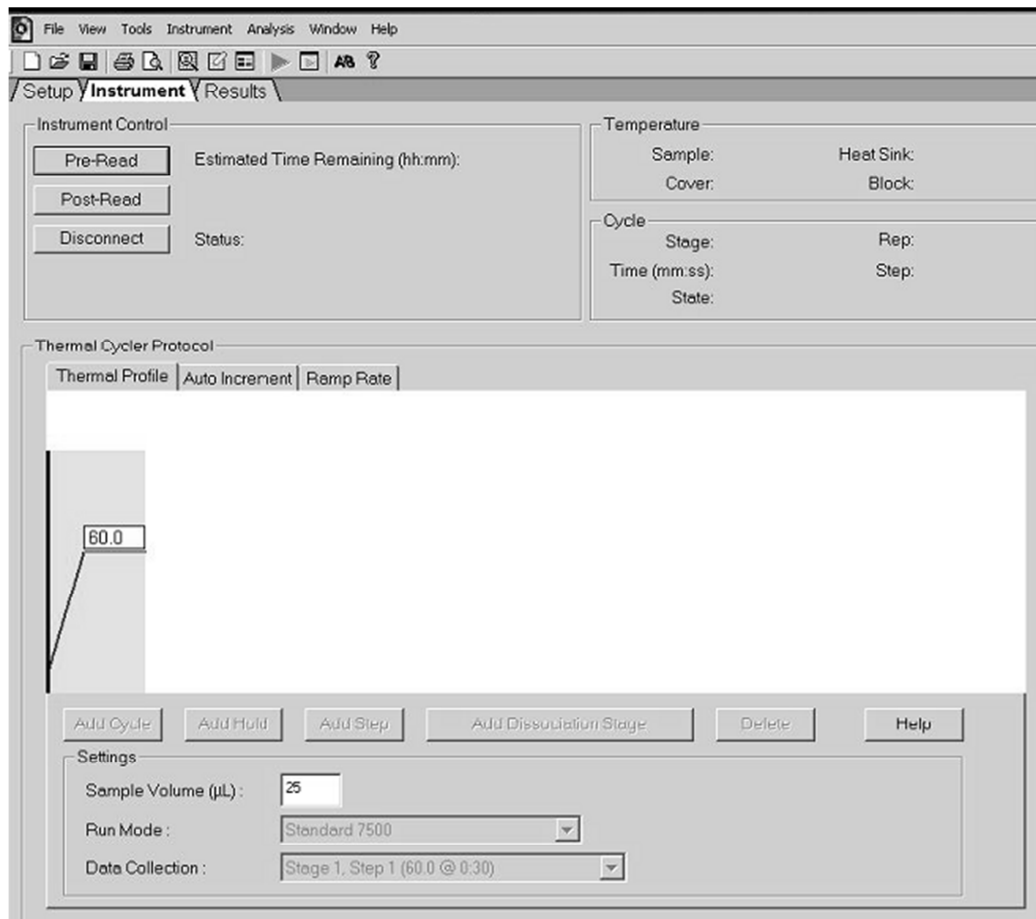 File View Tools Instrument Analysis Window Help
AB ?
Setup Instrument Results
Instrument Control
Pre-Read
Estimated Time Remaining (hh:mm):
Post-Read
Disconnect
Status:
Temperature
Sample: Heat Sink:
Cover: Block:
Cycle
Stage: Rep:
Time (mm:ss): Step:
State:
Thermal Cycler Protocol
Thermal Profile Auto Increment Ramp Rate
60.0
Add Cycle Add Hold Add Step Add Dissociation Stage Delete Help
Settings
Sample Volume (µL) : 25
Run Mode : Standard 7500
Data Collection : Stage 1, Step 1 (60.0 @ 0:30)